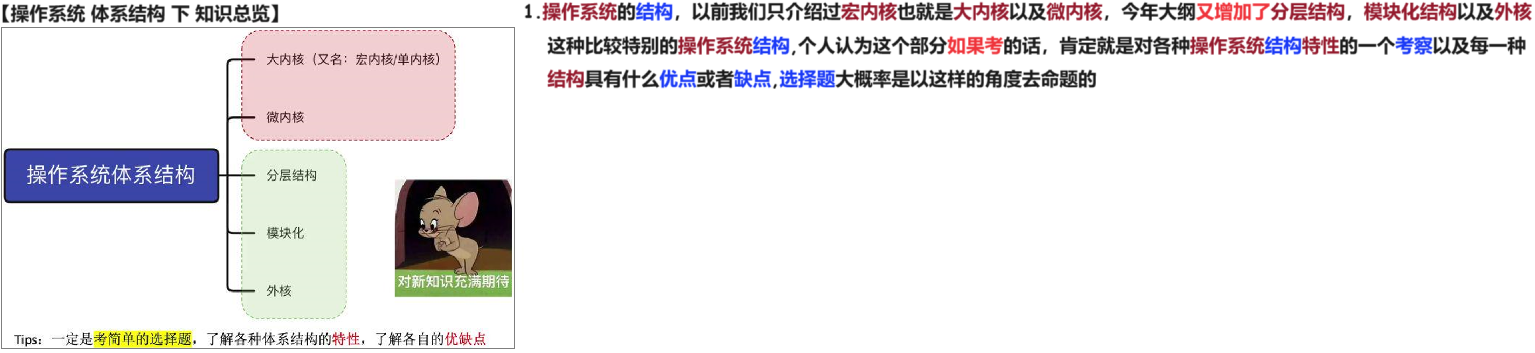 【操作系统 体系结构 下 知识总览】
大内核（又名：宏内核/单内核）
微内核
操作系统体系结构
分层结构
模块化
外核
对新知识充满期待
Tips：一定是考简单的选择题，了解各种体系结构的特性，了解各自的优缺点
1.操作系统的结构，以前我们只介绍过宏内核也就是大内核以及微内核，今年大纲又增加了分层结构，模块化结构以及外核
这种比较特别的操作系统结构,个人认为这个部分如果考的话，肯定就是对各种操作系统结构特性的一个考察以及每一种
结构具有什么优点或者缺点,选择题大概率是以这样的角度去命题的